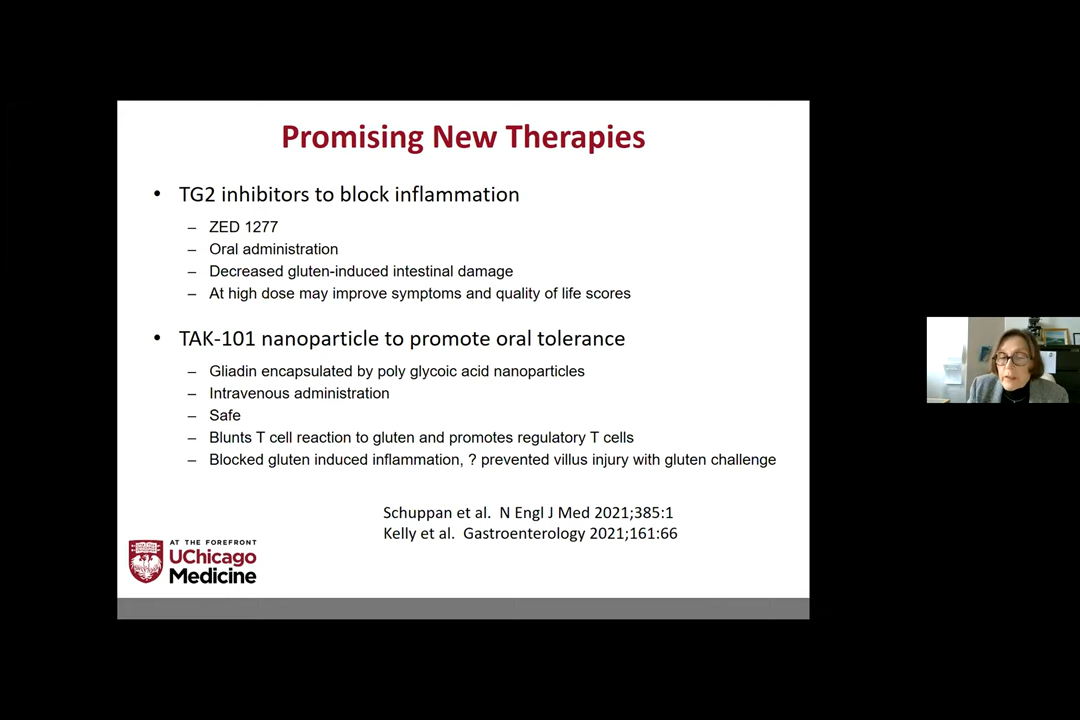 Promising New Therapies
• TG2 inhibitors to block inflammation
– ZED 1277
– Oral administration
– Decreased gluten-induced intestinal damage
– At high dose may improve symptoms and quality of life scores
• TAK-101 nanoparticle to promote oral tolerance
– Gliadin encapsulated by poly glycoic acid nanoparticles
– Intravenous administration
– Safe
– Blunts T cell reaction to gluten and promotes regulatory T cells
– Blocked gluten induced inflammation, ? prevented villus injury with gluten challenge
Schuppan et al. N Engl J Med 2021;385:1
Kelly et al. Gastroenterology 2021;161:66
AT THE FOREFRONT
UChicago
Medicine